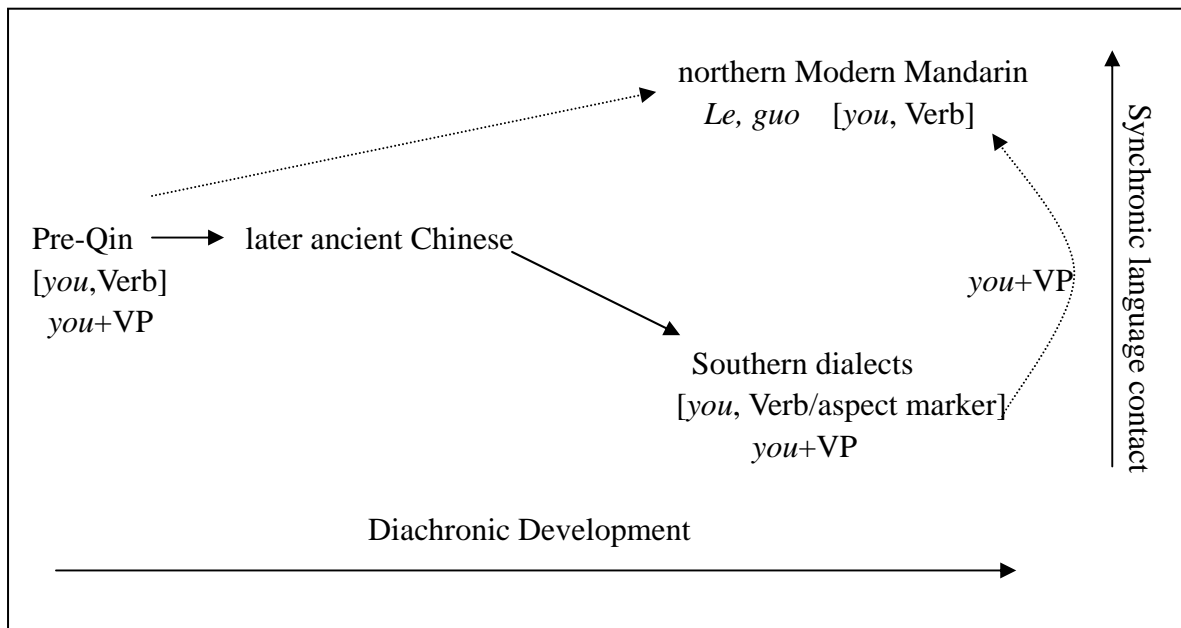 northern Modern Mandarin
Le, guo [you, Verb]
Pre-Qin
[you,Verb]
you+VP
later ancient Chinese
you+VP
Southern dialects
[you, Verb/aspect marker]
you+VP
Synchronic language contact
Diachronic Development